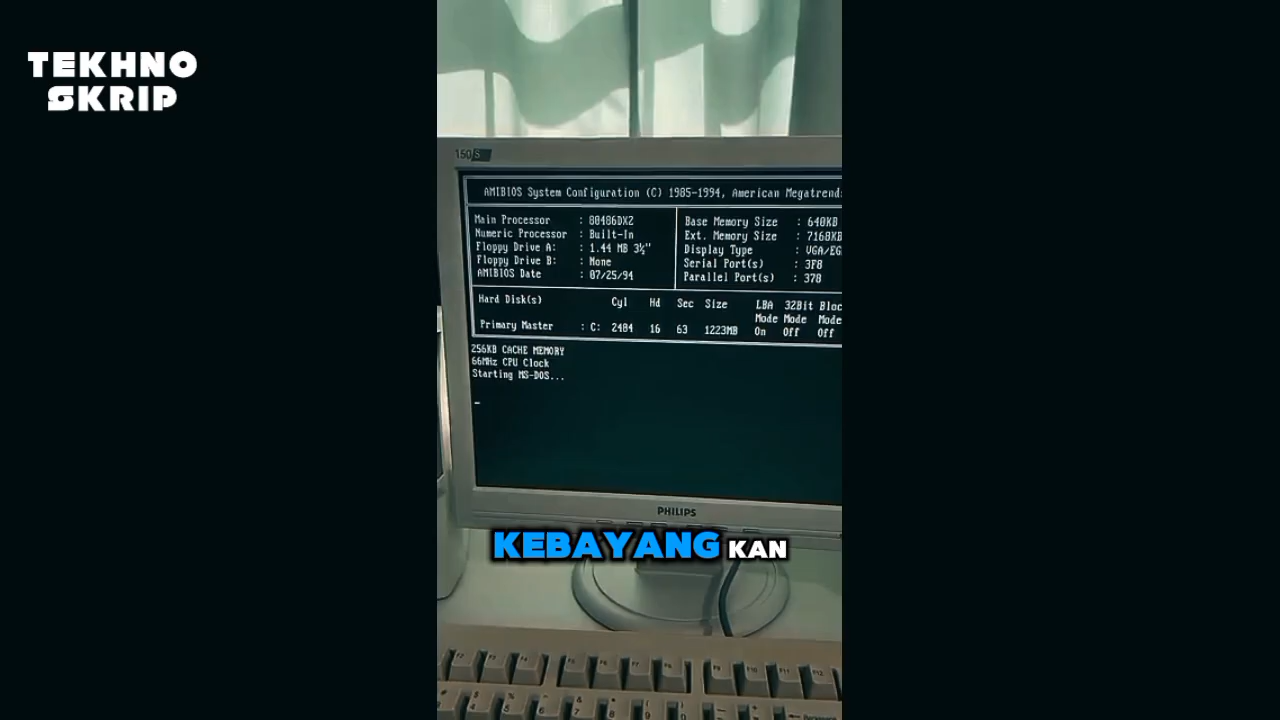 TEKHNO
SKRIP
150S
AMIBIOS System Configuration (C) 1985-1994, American Megatrends
Main Processor : 80486DX2
Numeric Processor : Built-In
Floppy Drive A: : 1.44 MB 3½"
Floppy Drive B: : None
AMIBIOS Date : 07/25/94
Base Memory Size : 640KB
Ext. Memory Size : 7168KB
Display Type : VGA/EG
Serial Port(s) : 3F8
Parallel Port(s) : 378
Hard Disk(s) Cyl Hd Sec Size LBA Mode 32Bit Mode Bloc Mode
Primary Master : C: 2484 16 63 1223MB On Off Off
256KB CACHE MEMORY
66MHz CPU Clock
Starting MS-DOS...
PHILIPS
KEBAYANG KAN